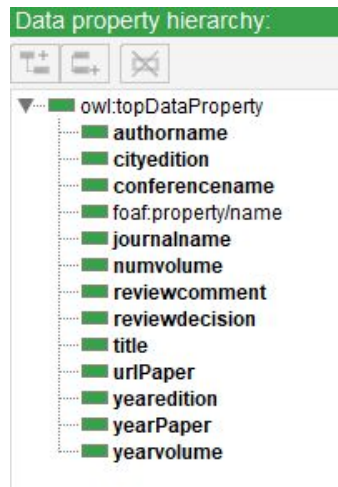 Data property hierarchy:
owl:topDataProperty
authorname
cityedition
conferencename
foaf:property/name
journalname
numvolume
reviewcomment
reviewdecision
title
urlPaper
yearedition
yearPaper
yearvolume